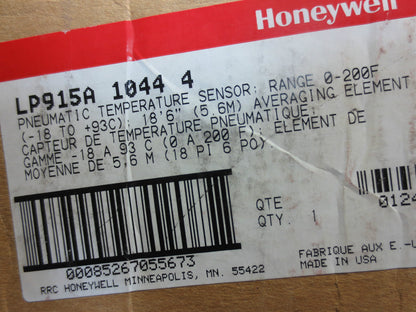 Honeywell
LP915A 1044 4
PNEUMATIC TEMPERATURE SENSOR: RANGE 0-200F
(-18 TO +93C); 18'6" (5.6M) AVERAGING ELEMENT
CAPTEUR DE TEMPERATURE PNEUMATIQUE:
GAMME -18 A 93 C (0 A 200 F); ELEMENT DE
MOYENNE DE 5,6 M (18 PI 6 PO).
Honeywell
QTE
QTY. 1
0124
00085267055673
RRC HONEYWELL MINNEAPOLIS, MN. 55422
FABRIQUE AUX E.-U
MADE IN USA